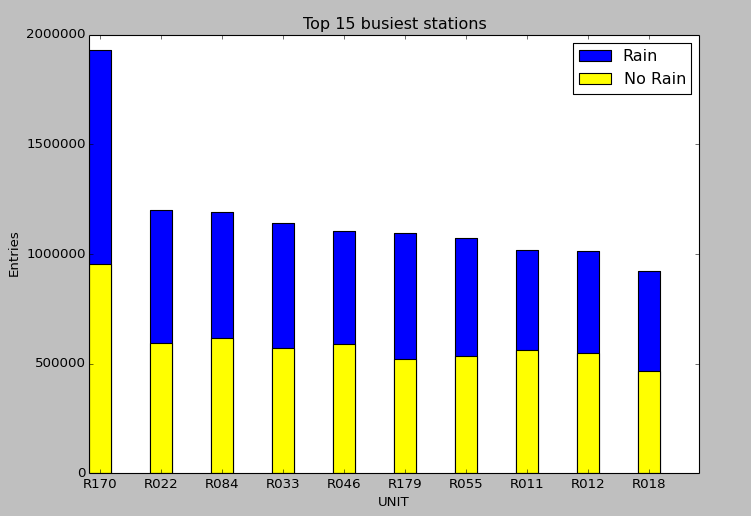 Top 15 busiest stations
2000000
1500000
1000000
500000
0
Entries
Rain
No Rain
R170 R022 R084 R033 R046 R179 R055 R011 R012 R018
UNIT